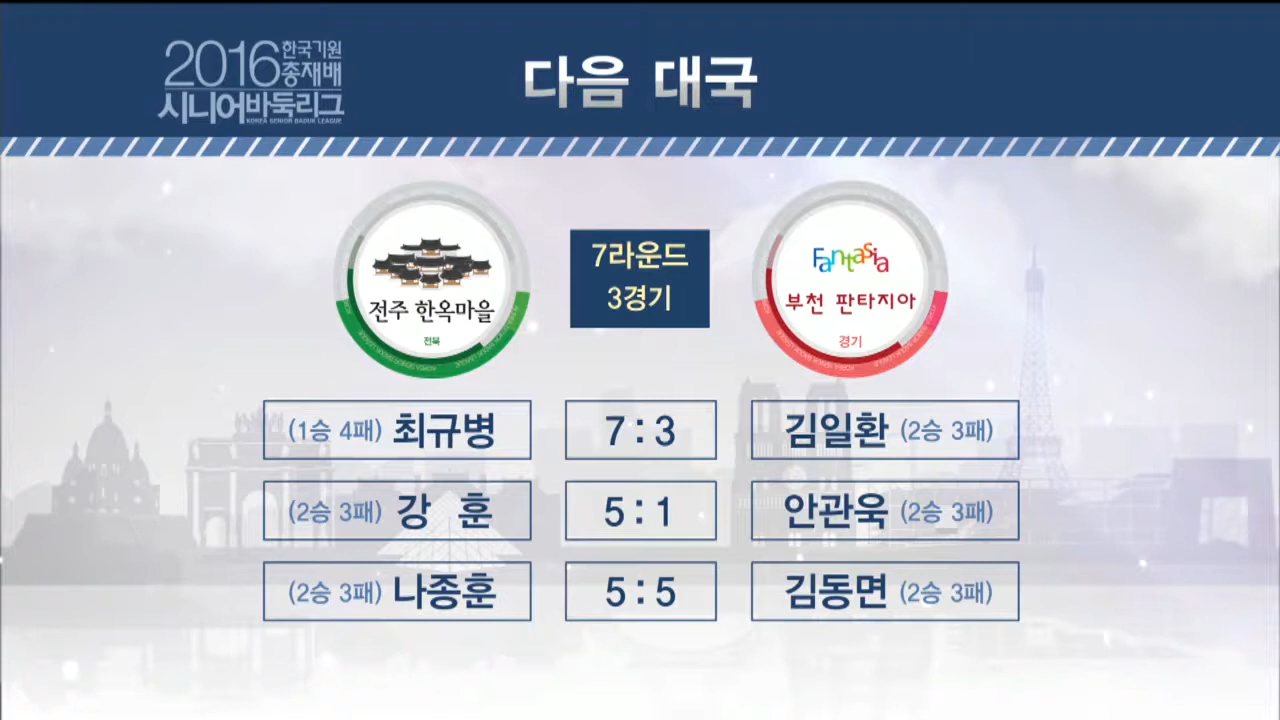 2016 한국기원
총재배
시니어바둑리그
KOREA SENIOR BADUK LEAGUE
다음 대국
전주 한옥마을
전북
7라운드
3경기
Fantasia
부천 판타지아
경기
(1승 4패) 최규병 7 : 3 김일환 (2승 3패)
(2승 3패) 강 훈 5 : 1 안관욱 (2승 3패)
(2승 3패) 나종훈 5 : 5 김동면 (2승 3패)